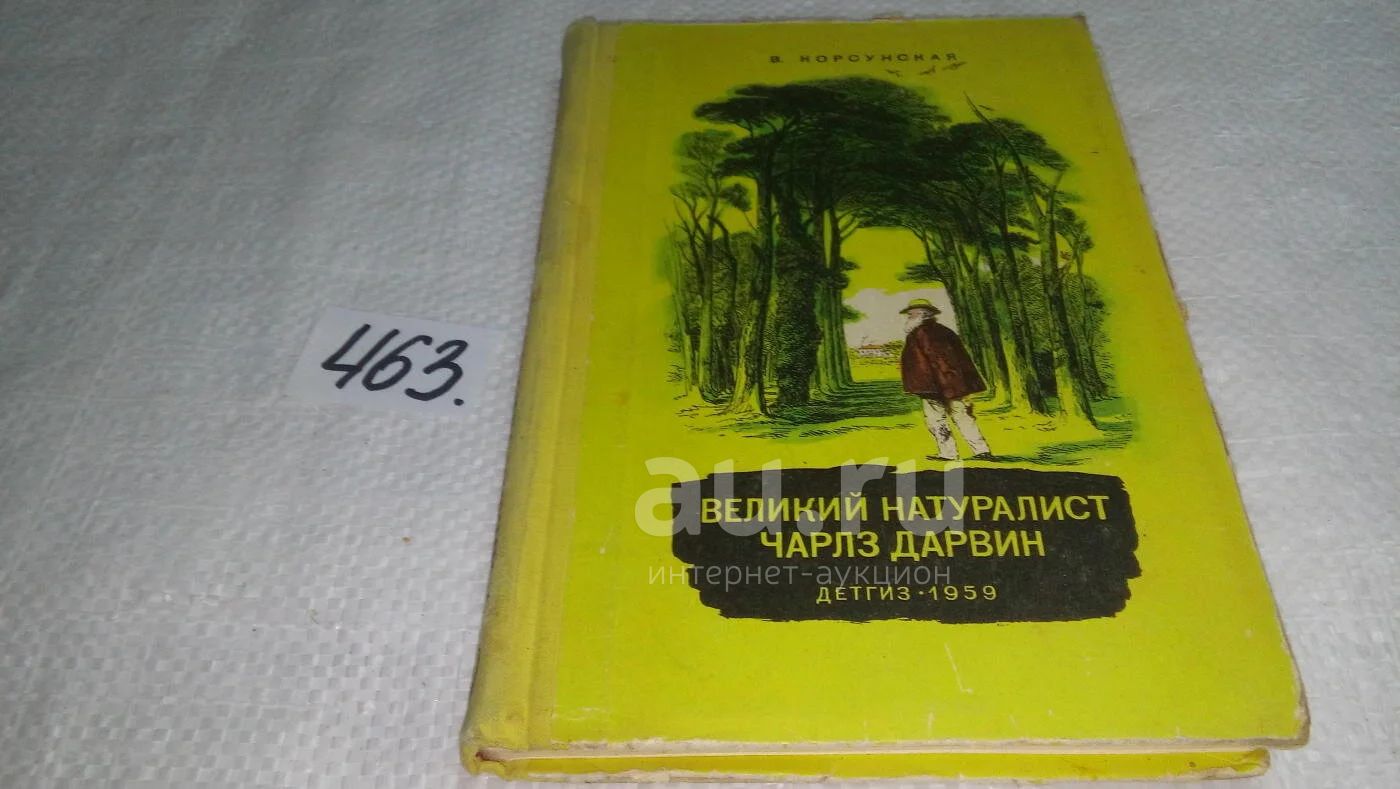 В. КОРСУНСКАЯ
463.
au.ru
ВЕЛИКИЙ НАТУРАЛИСТ
ЧАРЛЗ ДАРВИН
интернет-аукцион
ДЕТГИЗ·1959